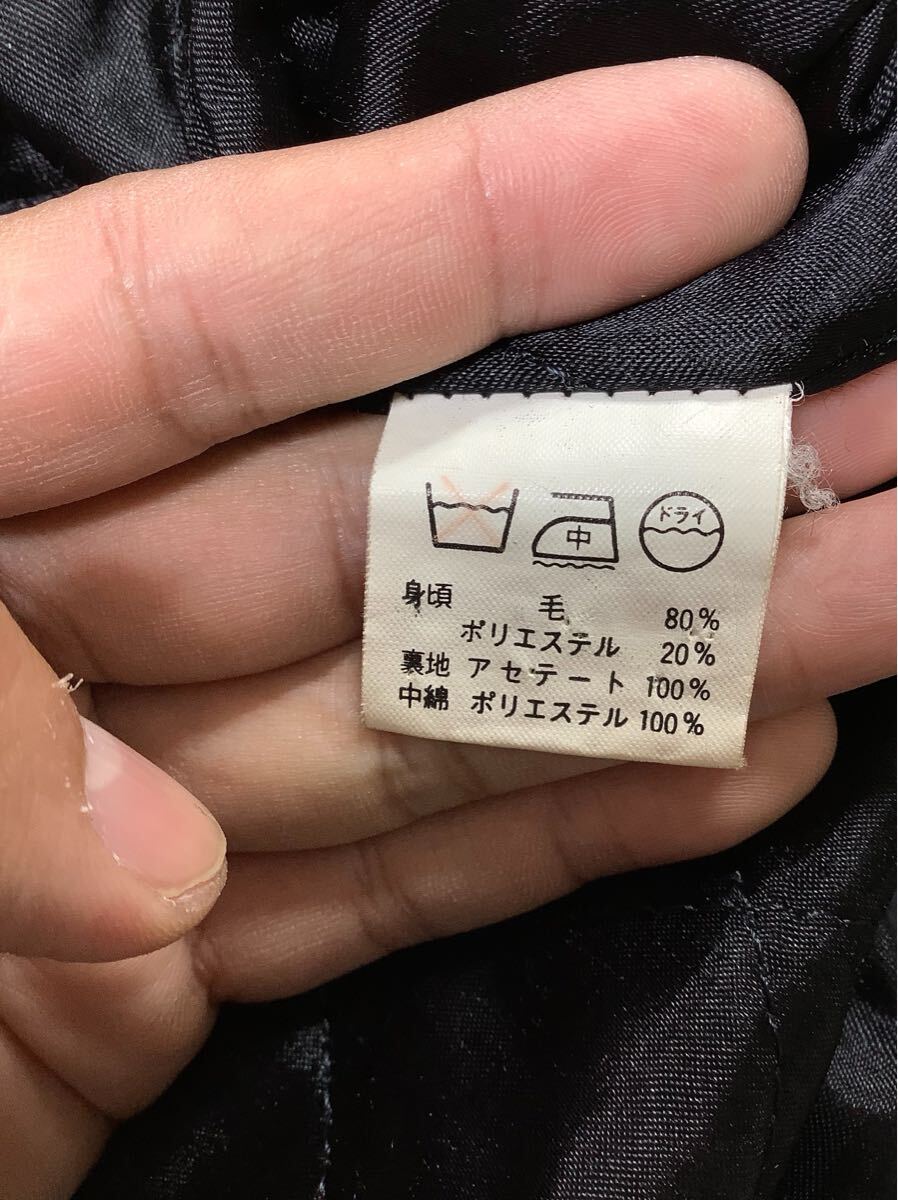 中 ドライ
身頃 毛 80%
ポリエステル 20%
裏地 アセテート 100%
中綿 ポリエステル 100%